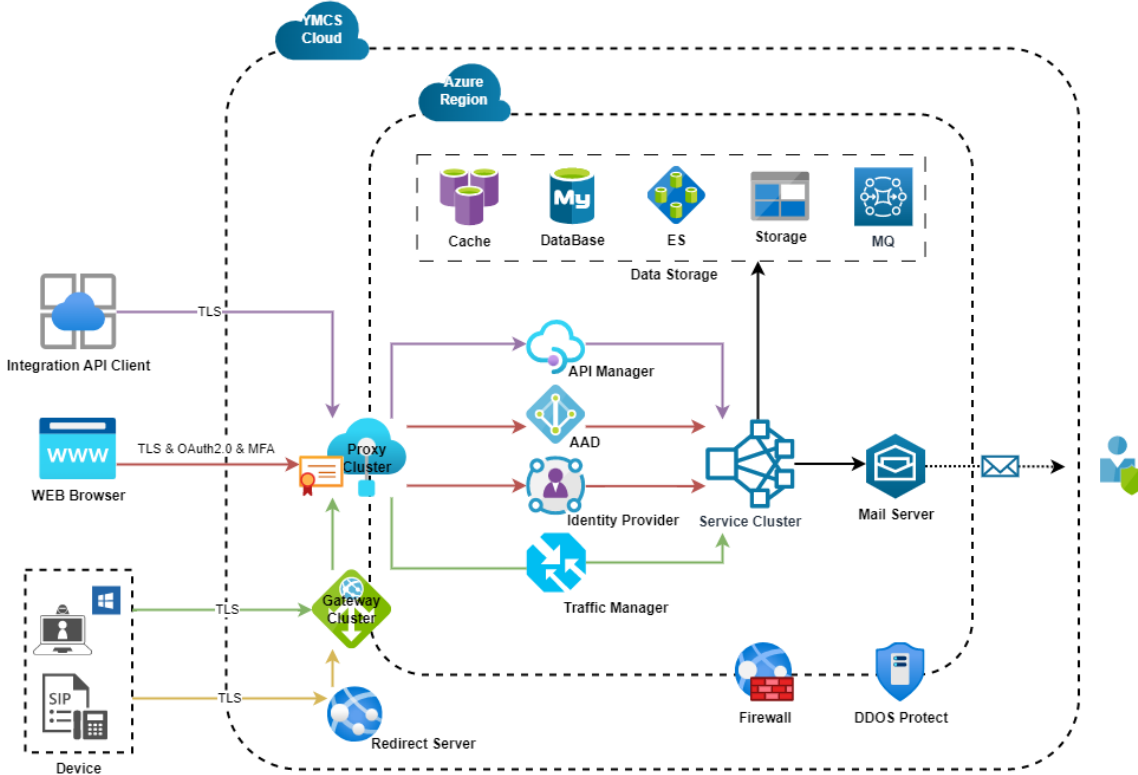 YMCS
Cloud
Azure
Region
Cache
DataBase
ES
Storage
MQ
Data Storage
TLS
Integration API Client
API Manager
WWW
TLS & OAuth2.0 & MFA
WEB Browser
Proxy
Cluster
AAD
Identity Provider
Service Cluster
Mail Server
Traffic Manager
TLS
Gateway
Cluster
SIP
TLS
Device
Redirect Server
Firewall
DDOS Protect
My